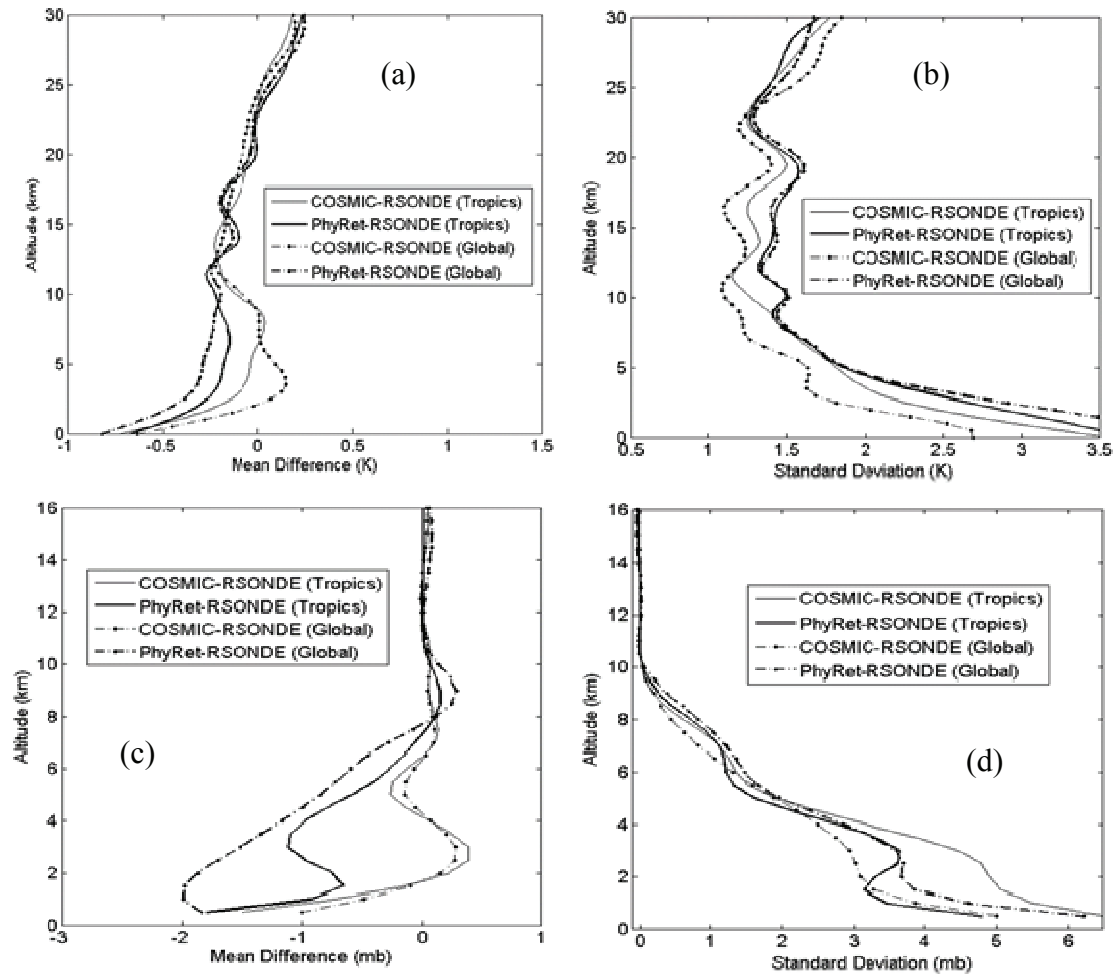 30
25
20
15
10
5
0
Altitude (km)
(a)
COSMIC-RSONDE (Tropics)
PhyRet-RSONDE (Tropics)
COSMIC-RSONDE (Global)
PhyRet-RSONDE (Global)
-1 -0.5 0 0.5 1 1.5
Mean Difference (K)
30
25
20
15
10
5
0
Altitude (km)
(b)
COSMIC-RSONDE (Tropics)
PhyRet-RSONDE (Tropics)
COSMIC-RSONDE (Global)
PhyRet-RSONDE (Global)
0.5 1 1.5 2 2.5 3 3.5
Standard Deviation (K)
16
14
12
10
8
6
4
2
0
Altitude (km)
COSMIC-RSONDE (Tropics)
PhyRet-RSONDE (Tropics)
COSMIC-RSONDE (Global)
PhyRet-RSONDE (Global)
(c)
-3 -2 -1 0 1
Mean Difference (mb)
16
14
12
10
8
6
4
2
0
Altitude (km)
COSMIC-RSONDE (Tropics)
PhyRet-RSONDE (Tropics)
COSMIC-RSONDE (Global)
PhyRet-RSONDE (Global)
(d)
0 1 2 3 4 5 6
Standard Deviation (mb)